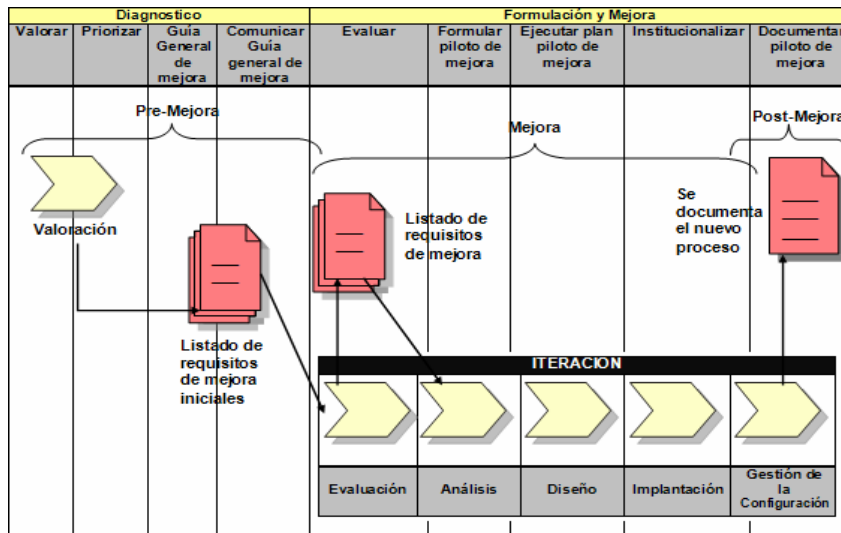 Diagnostico
Formulación y Mejora
Valorar
Priorizar
Guía
General
de
mejora
Comunicar
Guía
general de
mejora
Evaluar
Formular
piloto de
mejora
Ejecutar plan
piloto de
mejora
Institucionalizar
Documentar
piloto de
mejora
Pre-Mejora
Mejora
Post-Mejora
Valoración
Listado de
requisitos
de mejora
iniciales
Listado de
requisitos
de mejora
Se
documenta
el nuevo
proceso
ITERACION
Evaluación
Análisis
Diseño
Implantación
Gestión de
la
Configuración